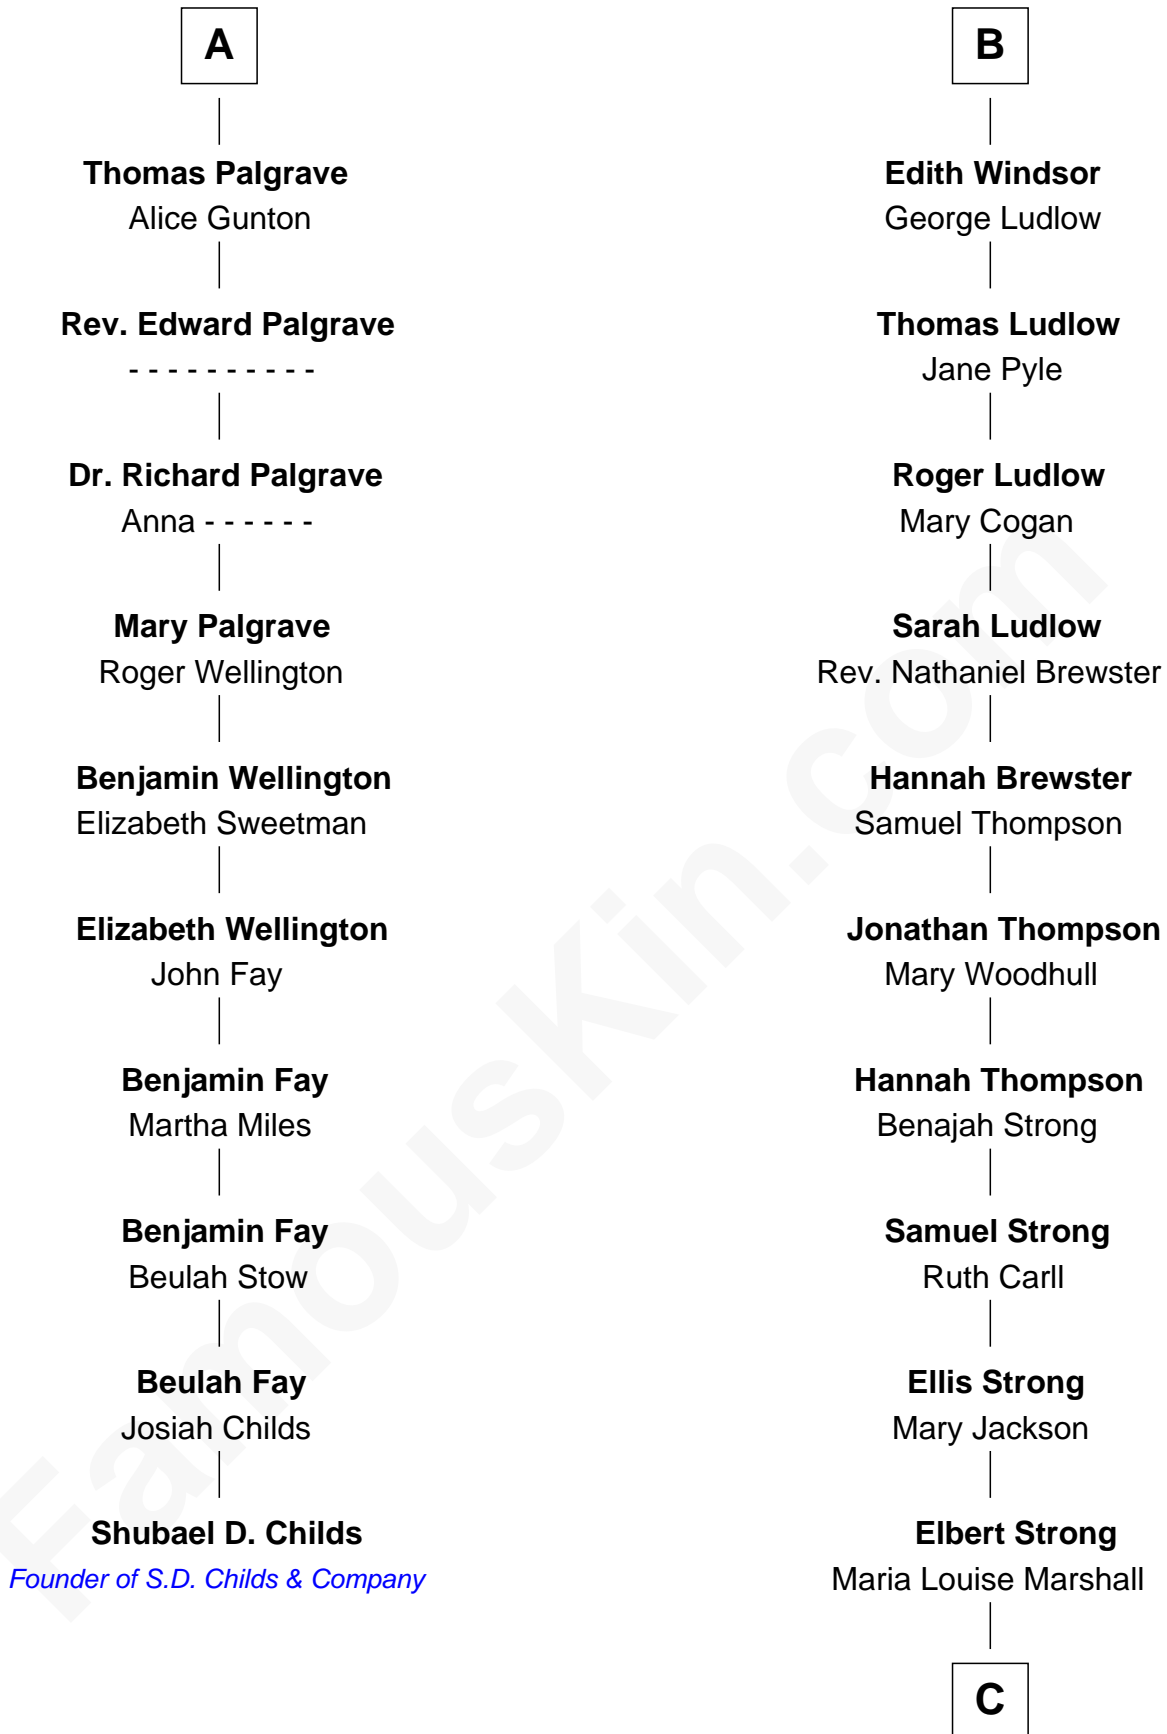 A
Thomas Palgrave
Alice Gunton
Rev. Edward Palgrave
- - - - - - - - - -
Dr. Richard Palgrave
Anna - - - - - -
Mary Palgrave
Roger Wellington
Benjamin Wellington
Elizabeth Sweetman
Elizabeth Wellington
John Fay
Benjamin Fay
Martha Miles
Benjamin Fay
Beulah Stow
Beulah Fay
Josiah Childs
Shubael D. Childs
Founder of S.D. Childs & Company
B
Edith Windsor
George Ludlow
Thomas Ludlow
Jane Pyle
Roger Ludlow
Mary Cogan
Sarah Ludlow
Rev. Nathaniel Brewster
Hannah Brewster
Samuel Thompson
Jonathan Thompson
Mary Woodhull
Hannah Thompson
Benajah Strong
Samuel Strong
Ruth Carll
Ellis Strong
Mary Jackson
Elbert Strong
Maria Louise Marshall
C
FamousKin.com